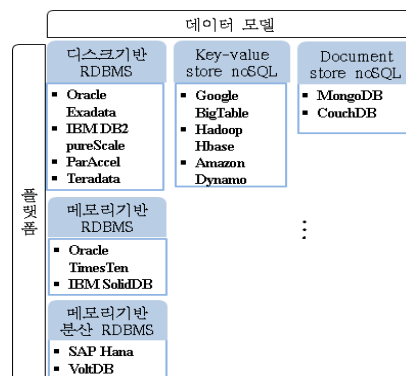 데이터 모델
플랫폼
디스크기반
RDBMS
▪ Oracle
Exadata
▪ IBM DB2
pureScale
▪ ParAccel
▪ Teradata
Key-value
store noSQL
▪ Google
BigTable
▪ Hadoop
Hbase
▪ Amazon
Dynamo
Document
store noSQL
▪ MongoDB
▪ CouchDB
메모리기반
RDBMS
▪ Oracle
TimesTen
▪ IBM SolidDB
⋮
메모리기반
분산 RDBMS
▪ SAP Hana
▪ VoltDB